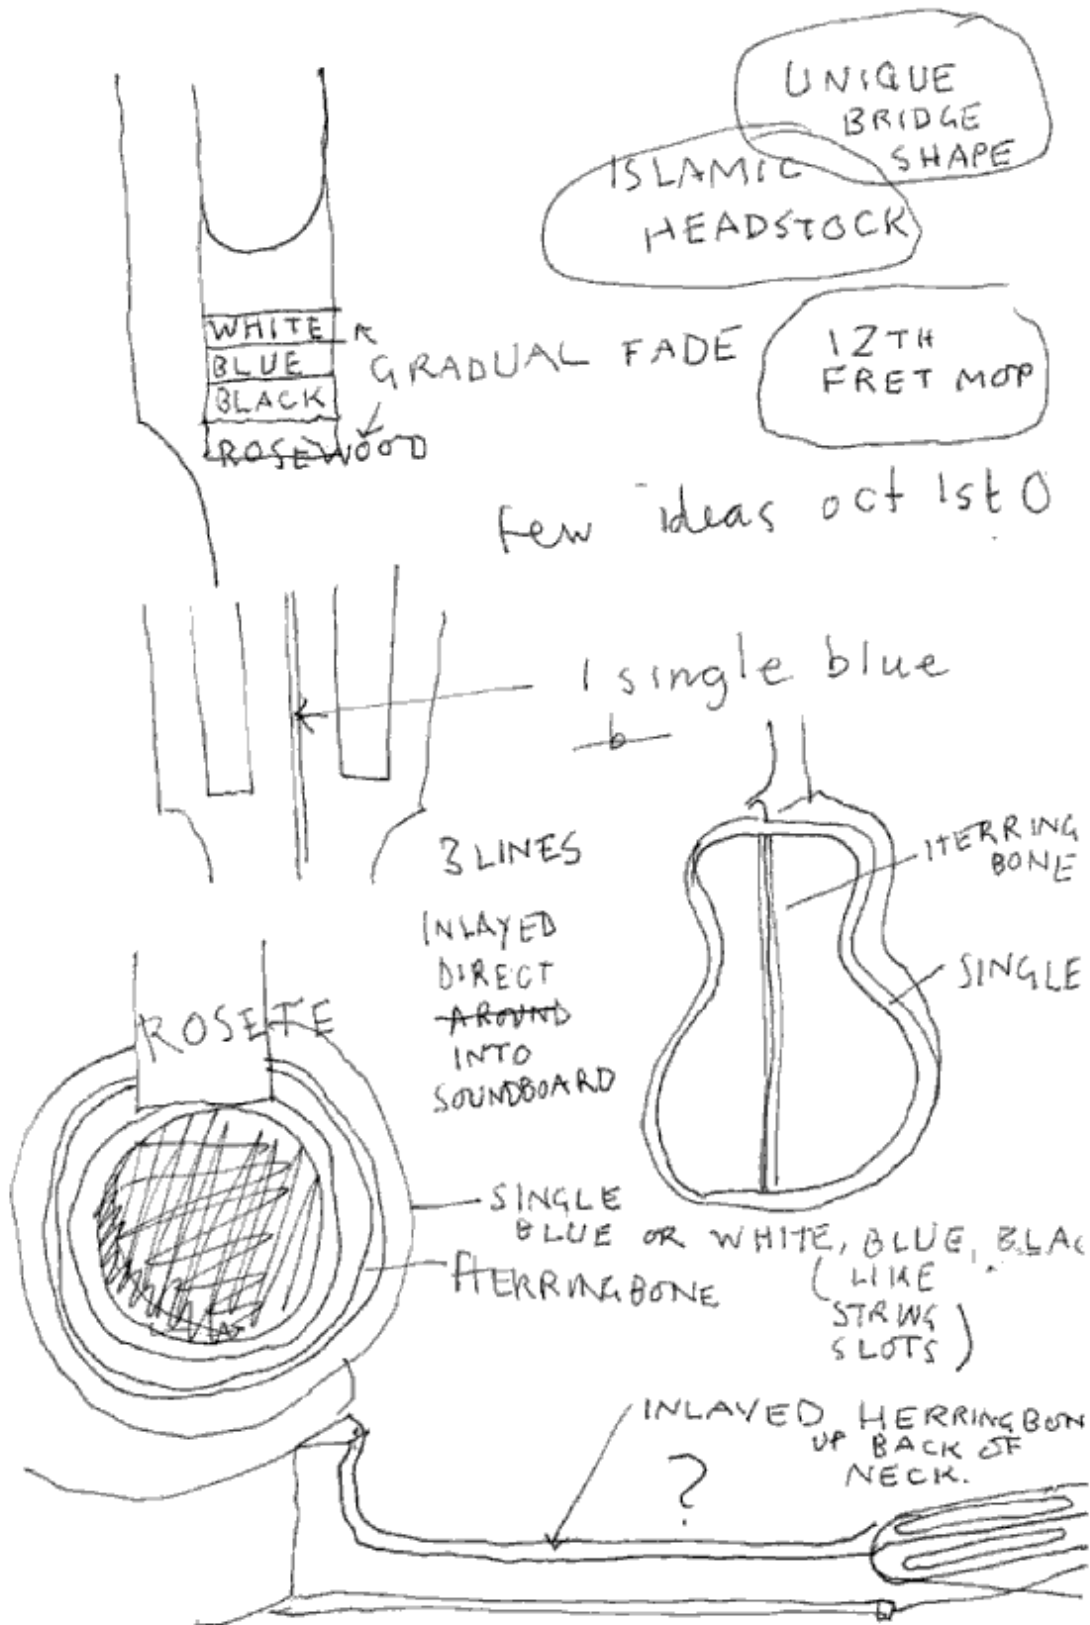 UNIQUE
BRIDGE
SHAPE
ISLAMIC
HEADSTOCK
WHITE
BLUE
BLACK
ROSEWOOD
GRADUAL FADE
12TH
FRET MOP
Few ideas oct 1st 0
1 single blue
b
3 LINES
INLAYED
DIRECT
AROUND
INTO
SOUNDBOARD
HERRING
BONE
SINGLE
ROSETE
SINGLE
BLUE OR WHITE, BLUE, BLAC
(LIKE
STRING
SLOTS)
HERRINGBONE
INLAYED HERRINGBON
UP BACK OF
NECK.
?